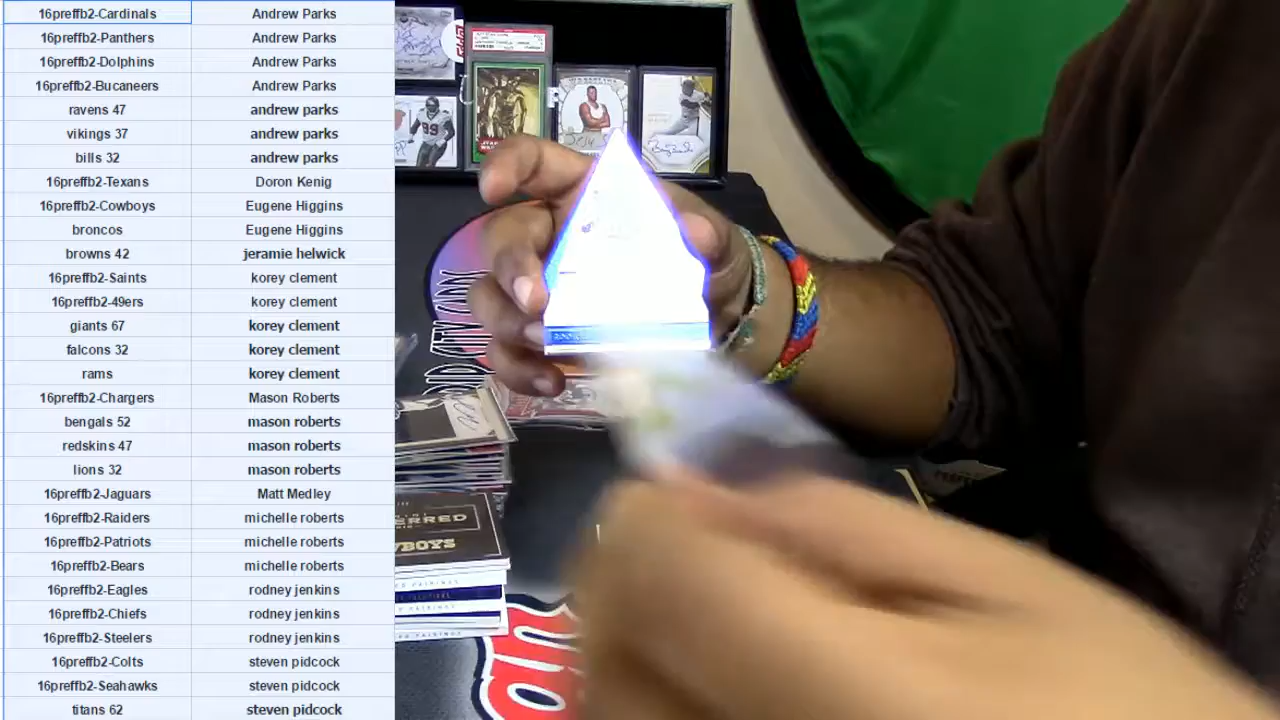 16preffb2-Cardinals Andrew Parks
16preffb2-Panthers Andrew Parks
16preffb2-Dolphins Andrew Parks
16preffb2-Bucaneers Andrew Parks
ravens 47 andrew parks
vikings 37 andrew parks
bills 32 andrew parks
16preffb2-Texans Doron Kenig
16preffb2-Cowboys Eugene Higgins
broncos Eugene Higgins
browns 42 jeramie helwick
16preffb2-Saints korey clement
16preffb2-49ers korey clement
giants 67 korey clement
falcons 32 korey clement
rams korey clement
16preffb2-Chargers Mason Roberts
bengals 52 mason roberts
redskins 47 mason roberts
lions 32 mason roberts
16preffb2-Jaguars Matt Medley
16preffb2-Raiders michelle roberts
16preffb2-Patriots michelle roberts
16preffb2-Bears michelle roberts
16preffb2-Eagles rodney jenkins
16preffb2-Chiefs rodney jenkins
16preffb2-Steelers rodney jenkins
16preffb2-Colts steven pidcock
16preffb2-Seahawks steven pidcock
titans 62 steven pidcock
99
CITY